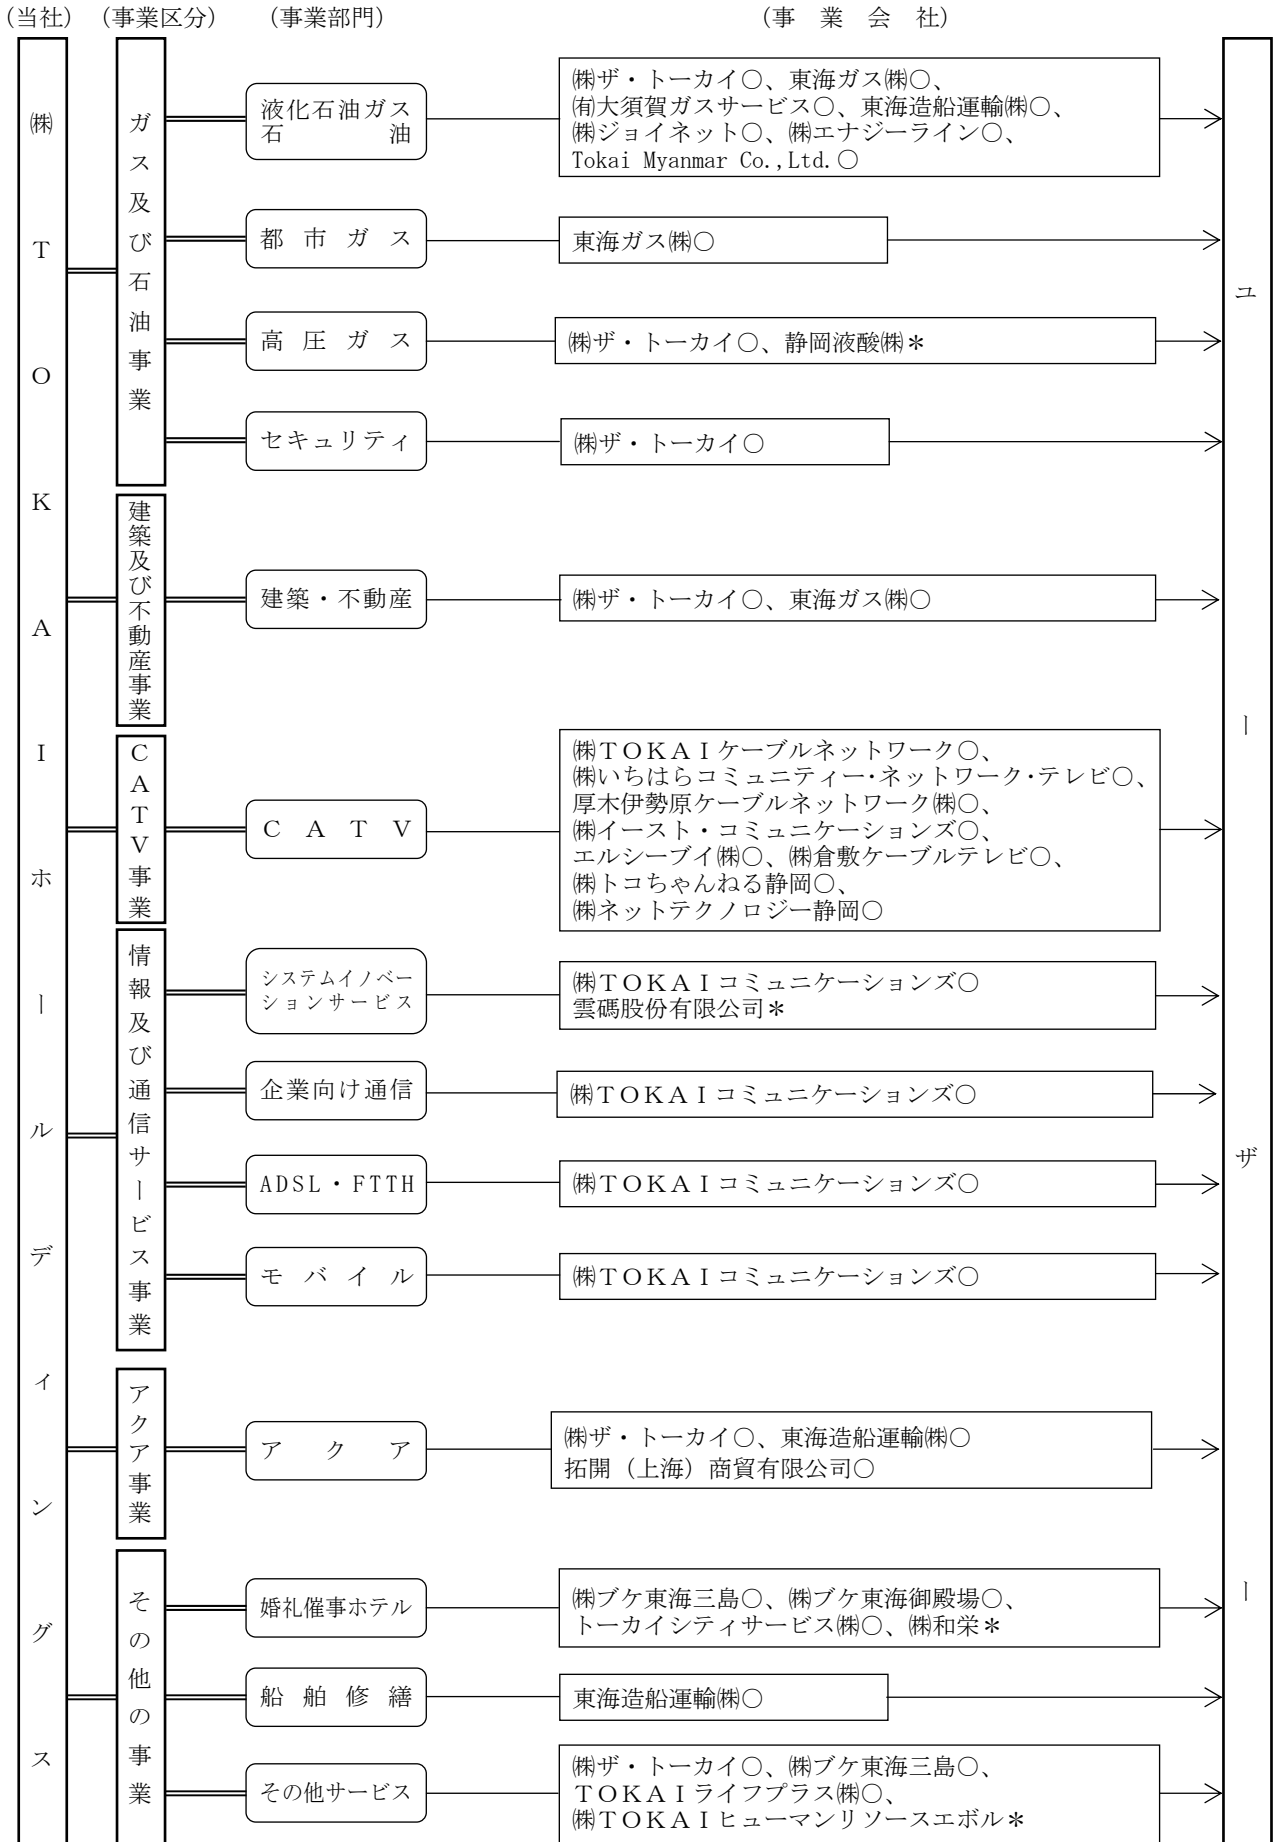 (当社) (事業区分) (事業部門) (事業会社)
㈱TOKAIホールディングス
ガス及び石油事業
液化石油ガス
石油
㈱ザ・トーカイ○、東海ガス㈱○、
㈲大須賀ガスサービス○、東海造船運輸㈱○、
㈱ジョイネット○、㈱エナジーライン○、
Tokai Myanmar Co.,Ltd.○
都市ガス
東海ガス㈱○
高圧ガス
㈱ザ・トーカイ○、静岡液酸㈱＊
セキュリティ
㈱ザ・トーカイ○
建築及び不動産事業
建築・不動産
㈱ザ・トーカイ○、東海ガス㈱○
CATV事業
CATV
㈱TOKAIケーブルネットワーク○、
㈱いちはらコミュニティー・ネットワーク・テレビ○、
厚木伊勢原ケーブルネットワーク㈱○、
㈱イースト・コミュニケーションズ○、
エルシーブイ㈱○、㈱倉敷ケーブルテレビ○、
㈱トコちゃんねる静岡○、
㈱ネットテクノロジー静岡○
情報及び通信サービス事業
システムイノベー
ションサービス
㈱TOKAIコミュニケーションズ○
雲碼股份有限公司＊
企業向け通信
㈱TOKAIコミュニケーションズ○
ADSL・FTTH
㈱TOKAIコミュニケーションズ○
モバイル
㈱TOKAIコミュニケーションズ○
アクア事業
アクア
㈱ザ・トーカイ○、東海造船運輸㈱○
拓開（上海）商貿有限公司○
その他の事業
婚礼催事ホテル
㈱ブケ東海三島○、㈱ブケ東海御殿場○、
トーカイシティサービス㈱○、㈱和栄＊
船舶修繕
東海造船運輸㈱○
その他サービス
㈱ザ・トーカイ○、㈱ブケ東海三島○、
TOKAIライフプラス㈱○、
㈱TOKAIヒューマンリソースエボル＊
ユーザー